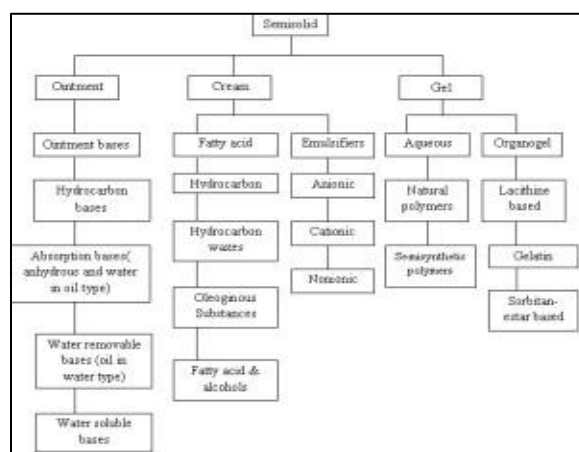 Semisolid
Ointment
Cream
Gel
Ointment bases
Fatty acid
Emulsifiers
Aqueous
Organogel
Hydrocarbon
bases
Hydrocarbon
Anionic
Natural
polymers
Lacithine
based
Absorption bases(
anhydrous and water
in oil type)
Hydrocarbon
waxes
Cationic
Semisynthetic
polymers
Gelatin
Nonionic
Sorbitan-
estar based
Oleoginous
Substances
Water removable
bases (oil in
water type)
Fatty acid &
alcohols
Water soluble
bases